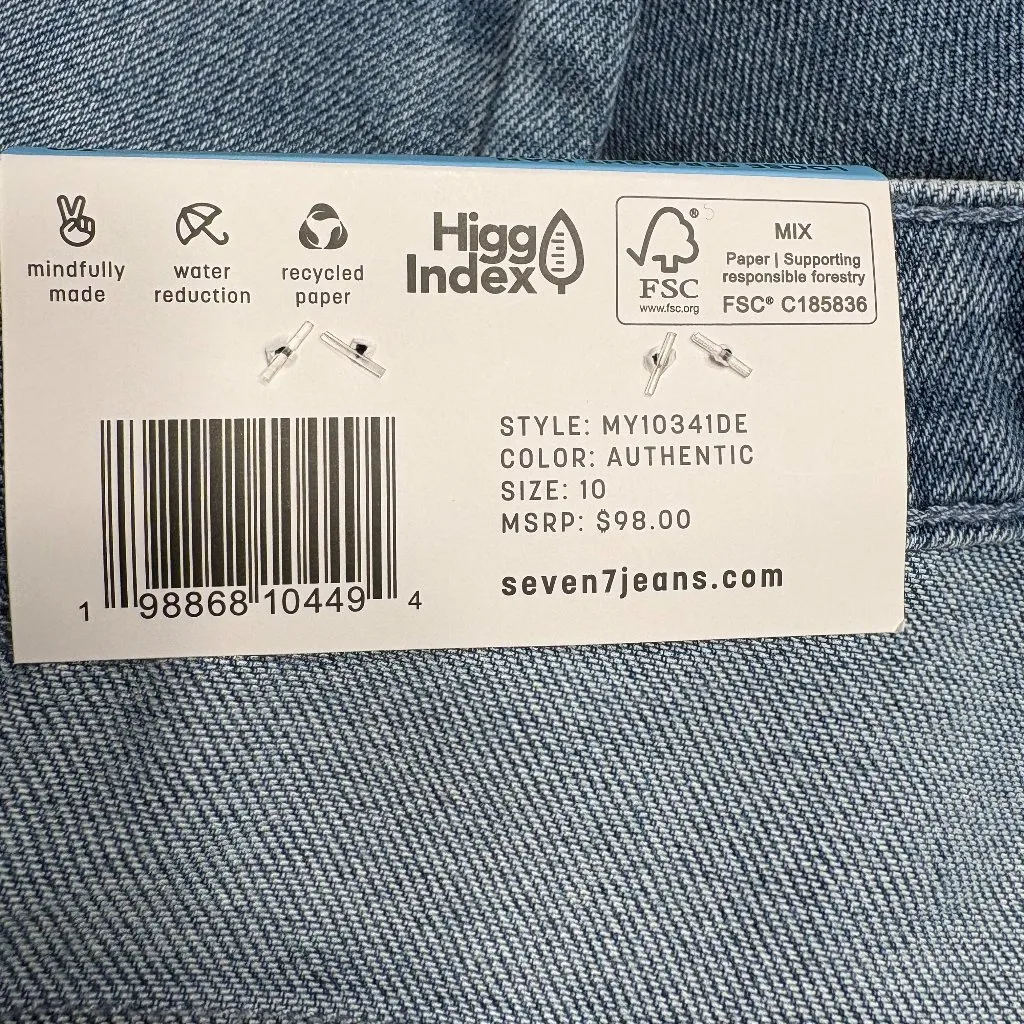 mindfully
made
water
reduction
recycled
paper
Higg
Index
®
FSC
www.fsc.org
MIX
Paper | Supporting
responsible forestry
FSC® C185836
STYLE: MY10341DE
COLOR: AUTHENTIC
SIZE: 10
MSRP: $98.00
seven7jeans.com
1 98868 10449 4